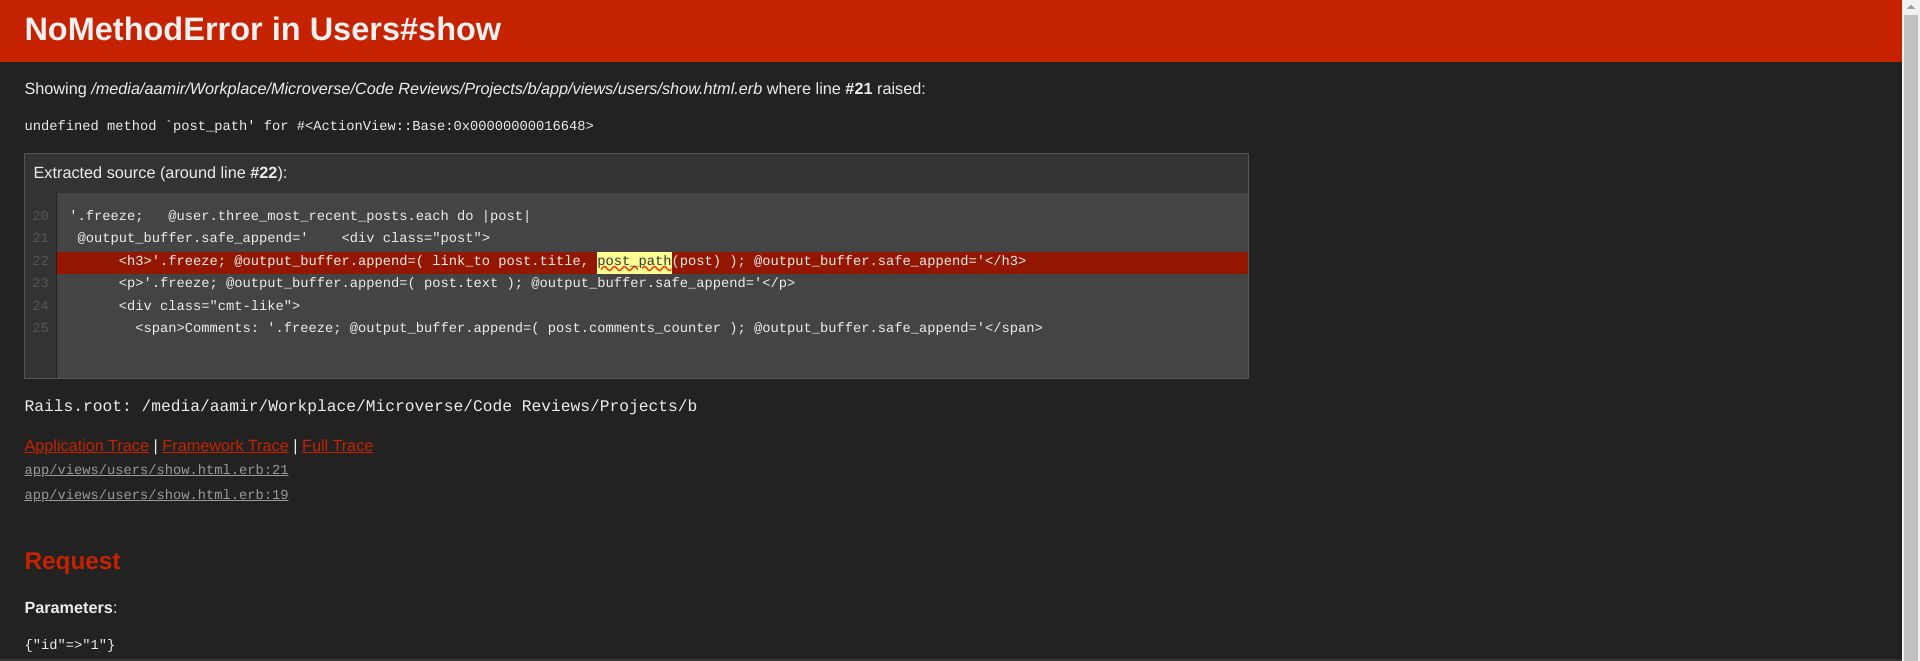 NoMethodError in Users#show
Showing /media/aamir/Workplace/Microverse/Code Reviews/Projects/b/app/views/users/show.html.erb where line #21 raised:
undefined method `post_path' for #<ActionView::Base:0x00000000016648>
Extracted source (around line #22):
20 '.freeze;   @user.three_most_recent_posts.each do |post|
21  @output_buffer.safe_append='    <div class="post">
22       <h3>'.freeze; @output_buffer.append=( link_to post.title, post_path(post) ); @output_buffer.safe_append='</h3>
23       <p>'.freeze; @output_buffer.append=( post.text ); @output_buffer.safe_append='</p>
24       <div class="cmt-like">
25         <span>Comments: '.freeze; @output_buffer.append=( post.comments_counter ); @output_buffer.safe_append='</span>
Rails.root: /media/aamir/Workplace/Microverse/Code Reviews/Projects/b
Application Trace | Framework Trace | Full Trace
app/views/users/show.html.erb:21
app/views/users/show.html.erb:19
Request
Parameters:
{"id"=>"1"}